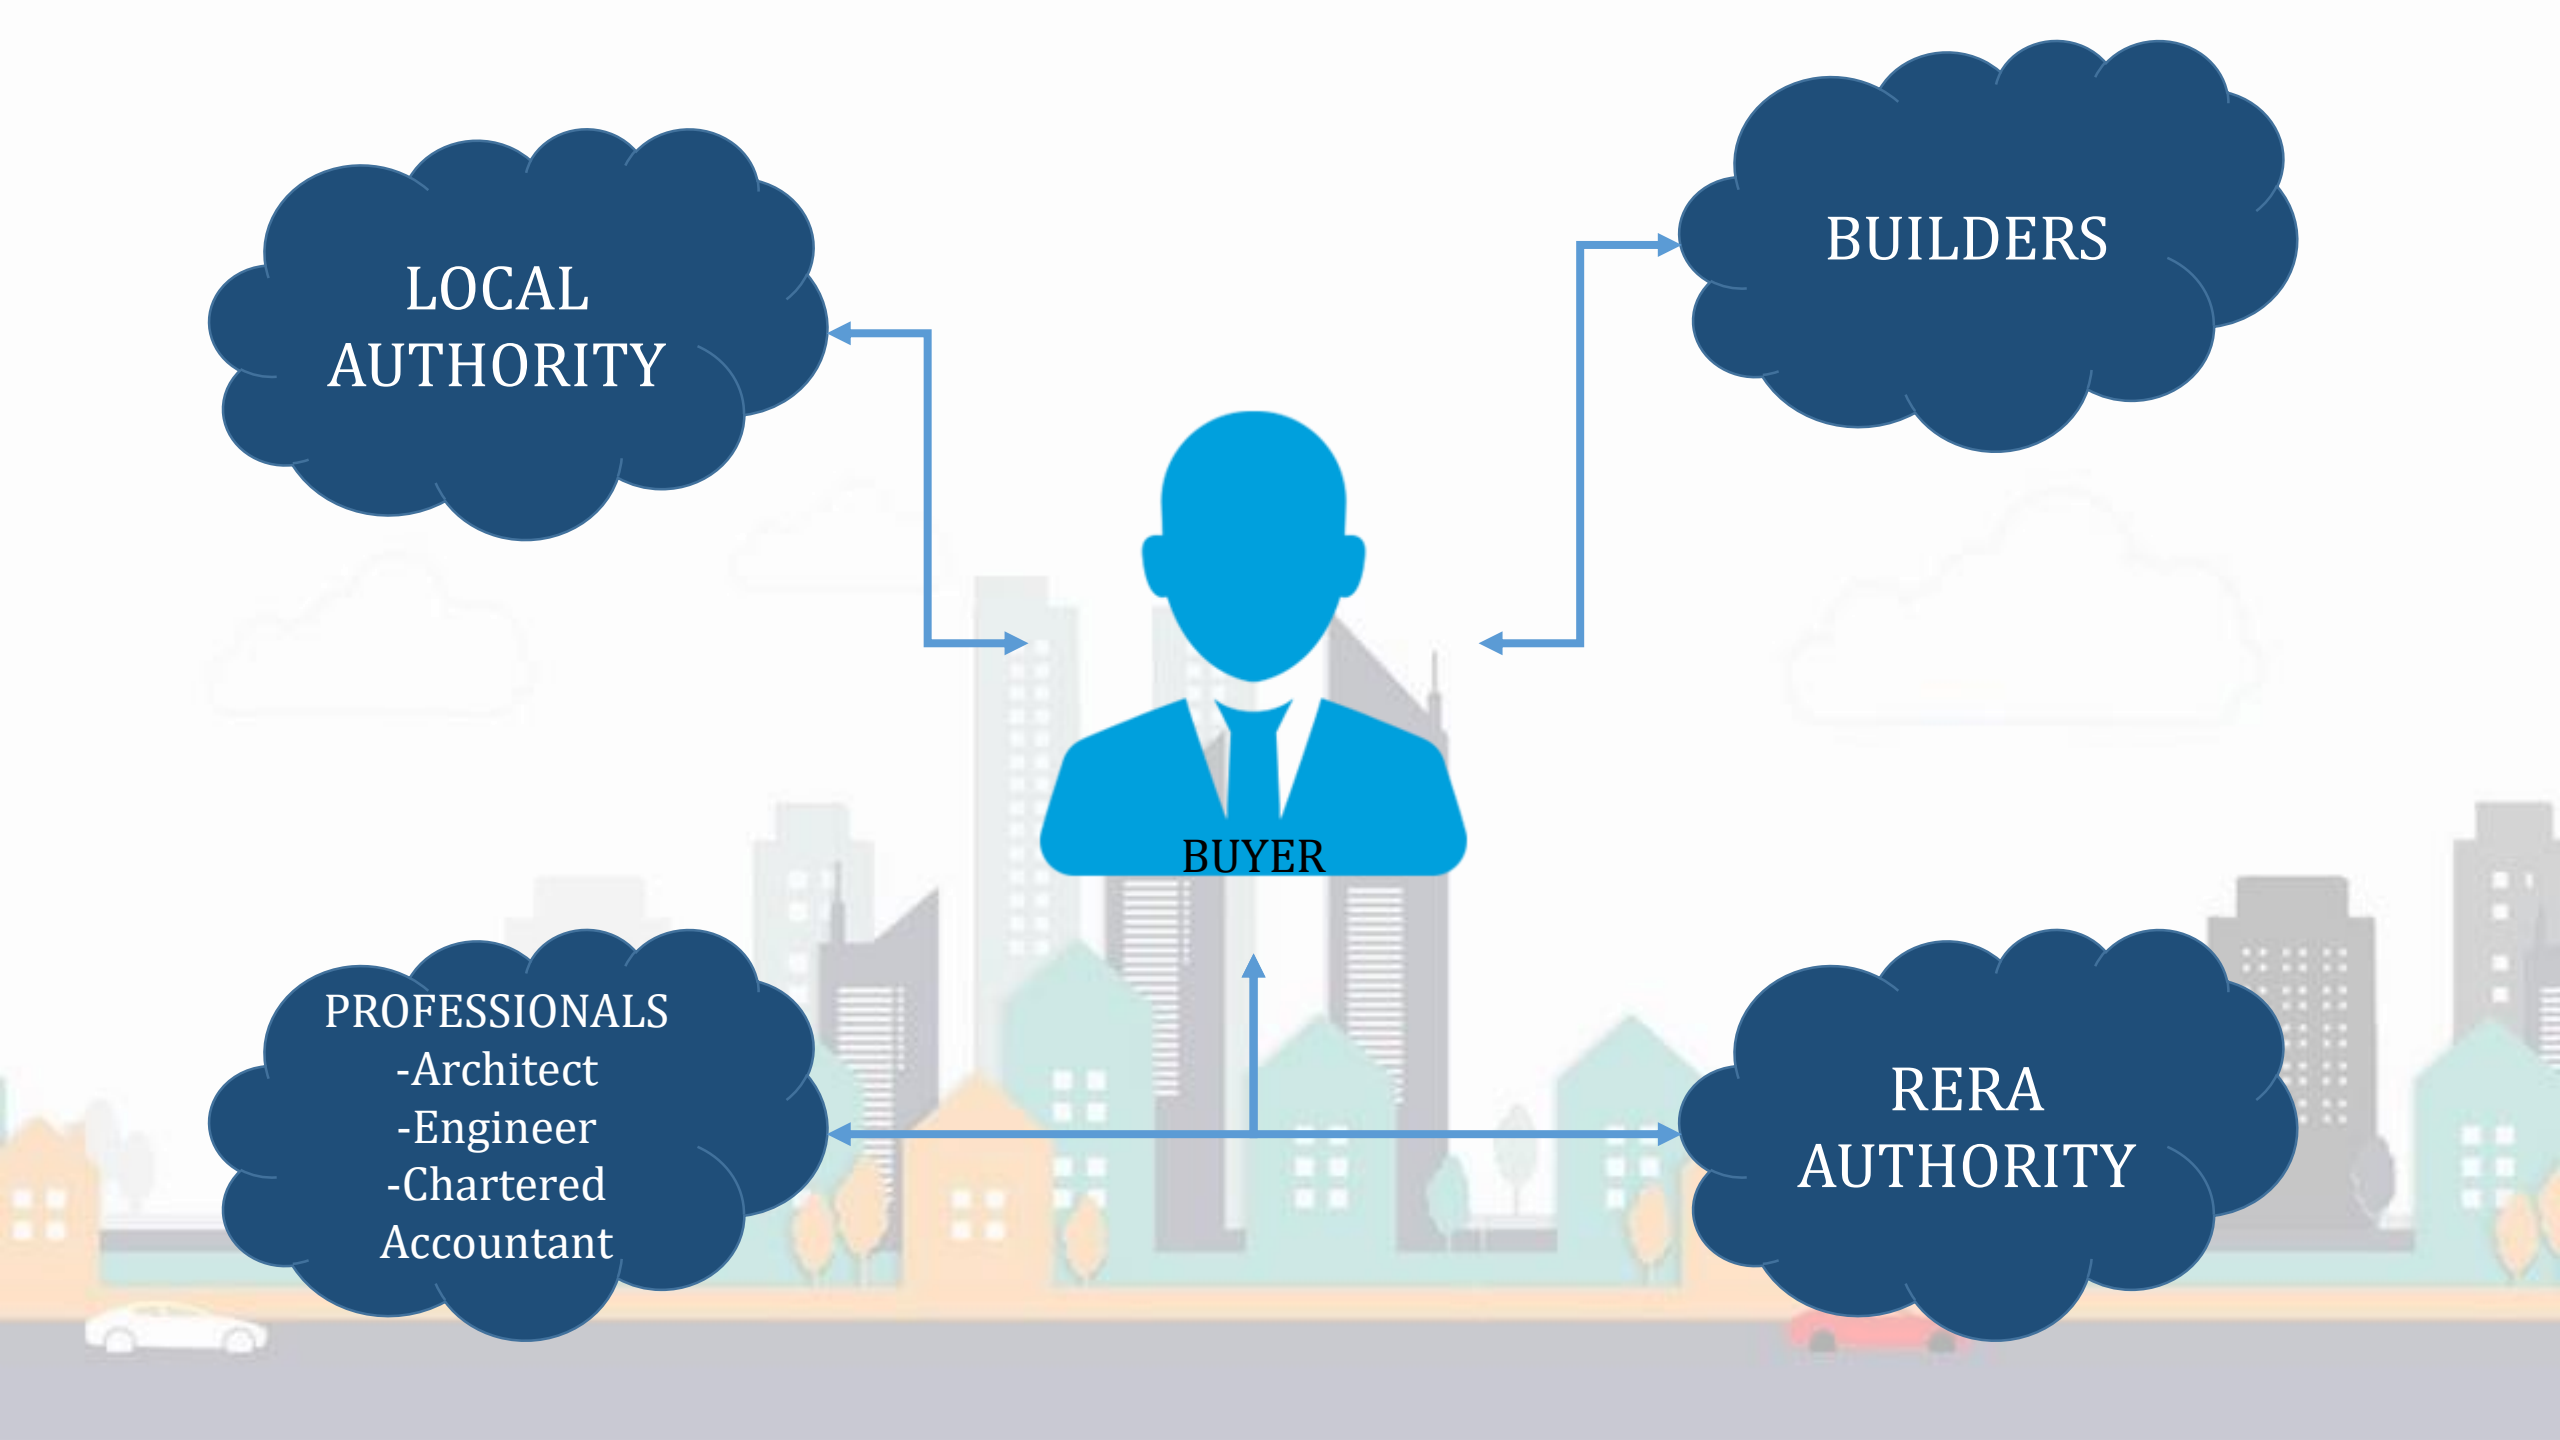 LOCAL
AUTHORITY
BUILDERS
BUYER
PROFESSIONALS
-Architect
-Engineer
-Chartered
Accountant
RERA
AUTHORITY